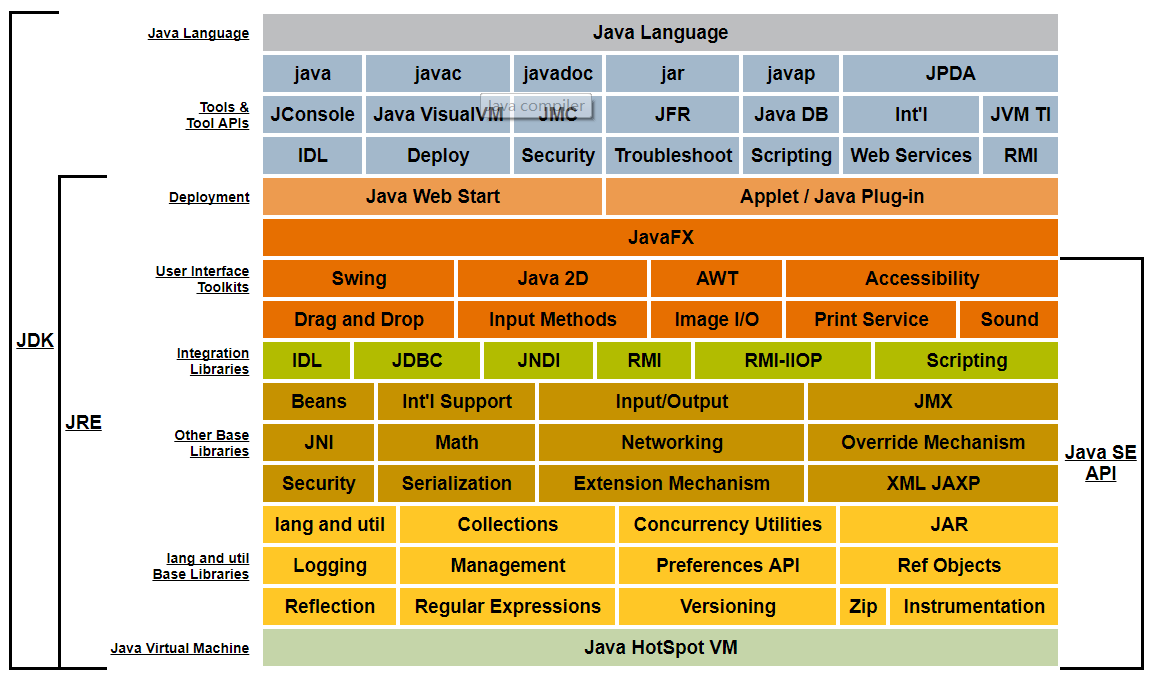 Java Language Java Language
java javac javadoc jar javap JPDA
Tools &
Tool APIs
JConsole Java VisualVM JMC JFR Java DB Int'l JVM TI
Java compiler
IDL Deploy Security Troubleshoot Scripting Web Services RMI
Deployment Java Web Start Applet / Java Plug-in
JavaFX
User Interface
Toolkits
Swing Java 2D AWT Accessibility
Drag and Drop Input Methods Image I/O Print Service Sound
Integration
Libraries
IDL JDBC JNDI RMI RMI-IIOP Scripting
JDK
JRE
Beans Int'l Support Input/Output JMX
Other Base
Libraries
JNI Math Networking Override Mechanism
Java SE
API
Security Serialization Extension Mechanism XML JAXP
lang and util Collections Concurrency Utilities JAR
lang and util
Base Libraries
Logging Management Preferences API Ref Objects
Reflection Regular Expressions Versioning Zip Instrumentation
Java Virtual Machine Java HotSpot VM